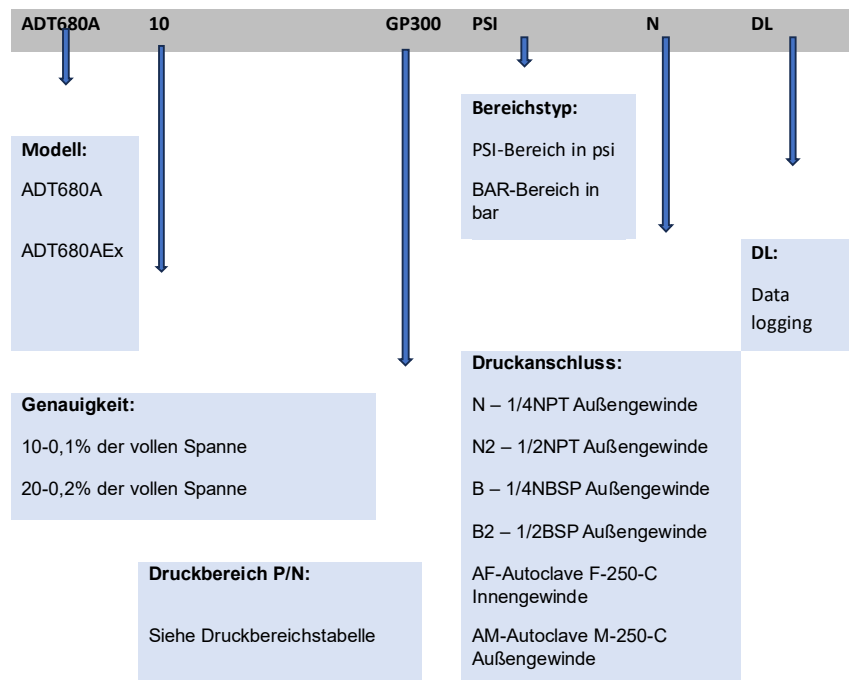 ADT680A 10 GP300 PSI N DL
Modell:
ADT680A
ADT680AEx
Bereichstyp:
PSI-Bereich in psi
BAR-Bereich in
bar
DL:
Data
logging
Genauigkeit:
10-0,1% der vollen Spanne
20-0,2% der vollen Spanne
Druckbereich P/N:
Siehe Druckbereichstabelle
Druckanschluss:
N – 1/4NPT Außengewinde
N2 – 1/2NPT Außengewinde
B – 1/4NBSP Außengewinde
B2 – 1/2BSP Außengewinde
AF-Autoclave F-250-C
Innengewinde
AM-Autoclave M-250-C
Außengewinde